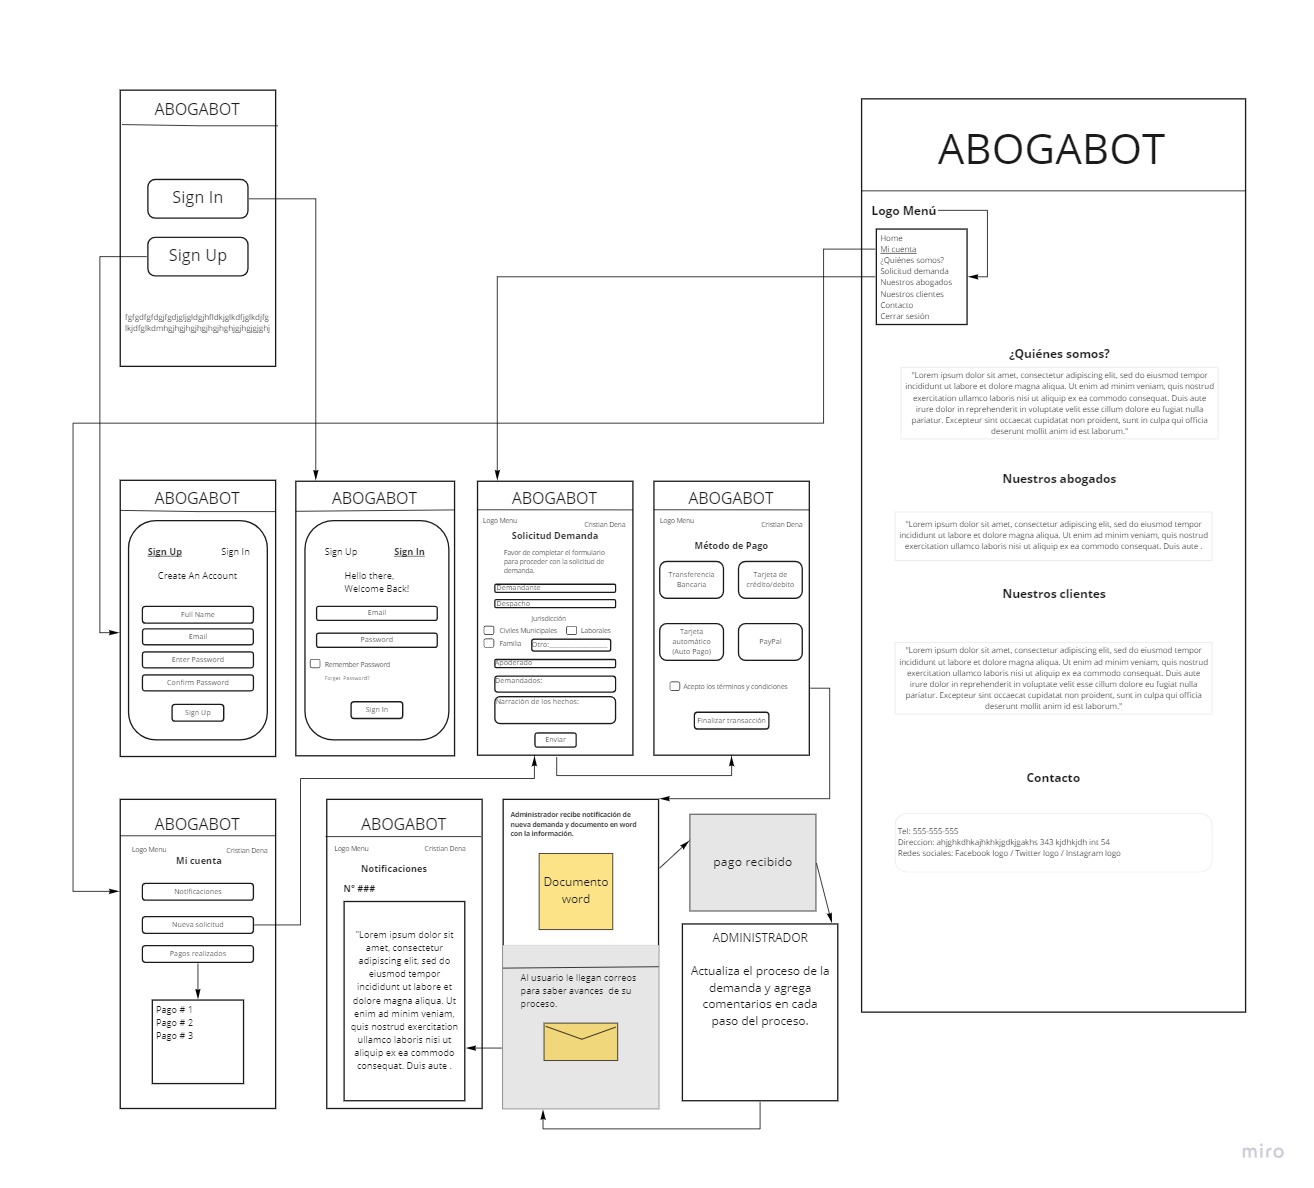 ABOGABOT
Sign In
Sign Up
fgfgdfgfdgjfgdjgljgldgjhfldkjglkdfjglkdjfg
lkjdfglkdmhgjhgjhgjhgjhgjhghjgjhgjgjghj
ABOGABOT
Logo Menú
Home
Mi cuenta
¿Quiénes somos?
Solicitud demanda
Nuestros abogados
Nuestros clientes
Contacto
Cerrar sesión
¿Quiénes somos?
"Lorem ipsum dolor sit amet, consectetur adipiscing elit, sed do eiusmod tempor
incididunt ut labore et dolore magna aliqua. Ut enim ad minim veniam, quis nostrud
exercitation ullamco laboris nisi ut aliquip ex ea commodo consequat. Duis aute
irure dolor in reprehenderit in voluptate velit esse cillum dolore eu fugiat nulla
pariatur. Excepteur sint occaecat cupidatat non proident, sunt in culpa qui officia
deserunt mollit anim id est laborum."
Nuestros abogados
"Lorem ipsum dolor sit amet, consectetur adipiscing elit, sed do eiusmod tempor
incididunt ut labore et dolore magna aliqua. Ut enim ad minim veniam, quis nostrud
exercitation ullamco laboris nisi ut aliquip ex ea commodo consequat. Duis aute .
Nuestros clientes
"Lorem ipsum dolor sit amet, consectetur adipiscing elit, sed do eiusmod tempor
incididunt ut labore et dolore magna aliqua. Ut enim ad minim veniam, quis nostrud
exercitation ullamco laboris nisi ut aliquip ex ea commodo consequat. Duis aute
irure dolor in reprehenderit in voluptate velit esse cillum dolore eu fugiat nulla
pariatur. Excepteur sint occaecat cupidatat non proident, sunt in culpa qui officia
deserunt mollit anim id est laborum."
Contacto
Tel: 555-555-555
Direccion: ahjghkdhkajhkhkjgdkjgakhs 343 kjdhkjdh int 54
Redes sociales: Facebook logo / Twitter logo / Instagram logo
ABOGABOT
Sign Up Sign In
Create An Account
Full Name
Email
Enter Password
Confirm Password
Sign Up
ABOGABOT
Sign Up Sign In
Hello there,
Welcome Back!
Email
Password
Remember Password
Forget Password?
Sign In
ABOGABOT
Logo Menu Cristian Dena
Solicitud Demanda
Favor de completar el formulario
para proceder con la solicitud de
demanda.
Demandante
Despacho
Jurisdicción
Civiles Municipales Laborales
Familia Otro:
Apoderado
Demandados:
Narración de los hechos:
Enviar
ABOGABOT
Logo Menu Cristian Dena
Método de Pago
Transferencia
Bancaria
Tarjeta de
crédito/debito
Tarjeta
automático
(Auto Pago)
PayPal
Acepto los términos y condiciones
Finalizar transacción
ABOGABOT
Logo Menu Cristian Dena
Mi cuenta
Notificaciones
Nueva solicitud
Pagos realizados
Pago # 1
Pago # 2
Pago # 3
ABOGABOT
Logo Menu Cristian Dena
Notificaciones
N° ###
"Lorem ipsum dolor sit
amet, consectetur
adipiscing elit, sed do
eiusmod tempor
incididunt ut labore et
dolore magna aliqua. Ut
enim ad minim veniam,
quis nostrud exercitation
ullamco laboris nisi ut
aliquip ex ea commodo
consequat. Duis aute .
Administrador recibe notificación de
nueva demanda y documento en word
con la información.
Documento
word
Al usuario le llegan correos
para saber avances de su
proceso.
pago recibido
ADMINISTRADOR
Actualiza el proceso de la
demanda y agrega
comentarios en cada
paso del proceso.
miro